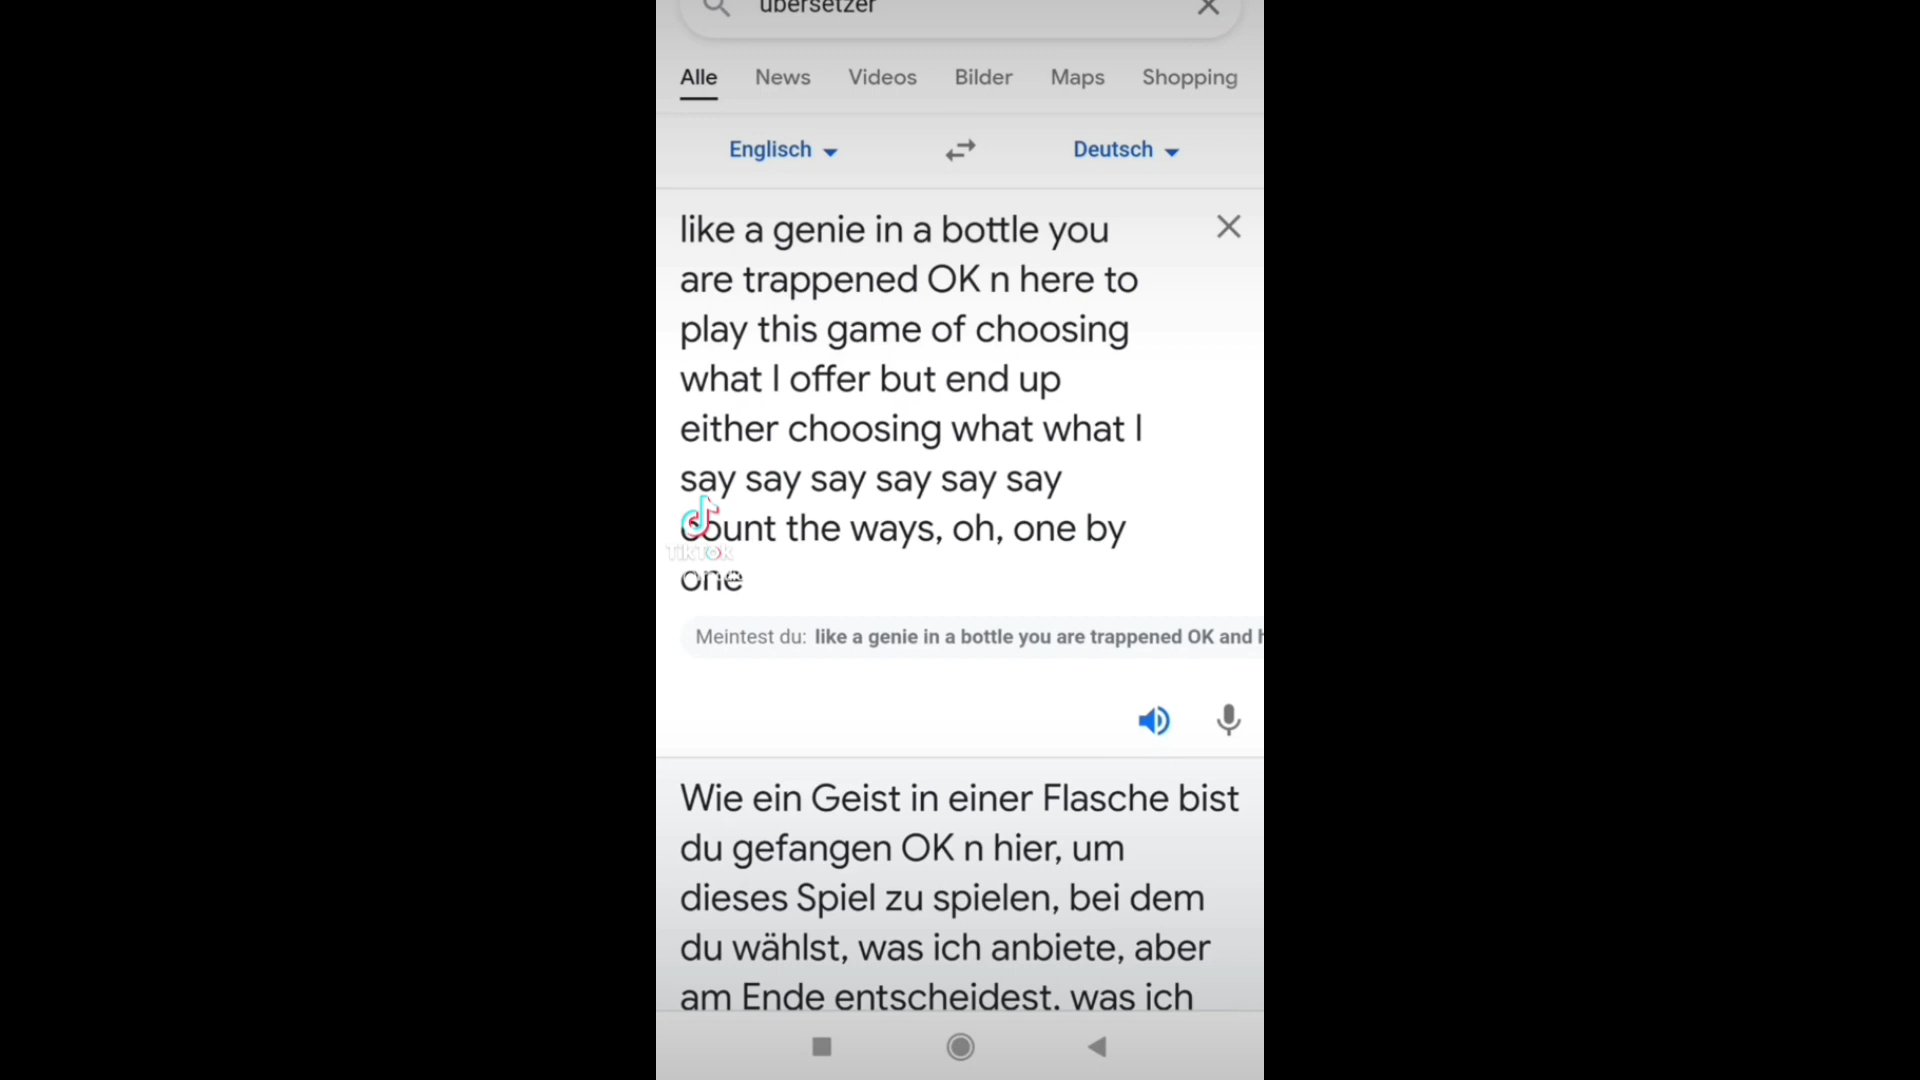 übersetzer
Alle News Videos Bilder Maps Shopping
Englisch Deutsch
like a genie in a bottle you
are trappened OK n here to
play this game of choosing
what I offer but end up
either choosing what what I
say say say say say say
count the ways, oh, one by
TikTok
one
Meintest du: like a genie in a bottle you are trappened OK and
Wie ein Geist in einer Flasche bist
du gefangen OK n hier, um
dieses Spiel zu spielen, bei dem
du wählst, was ich anbiete, aber
am Ende entscheidest, was ich